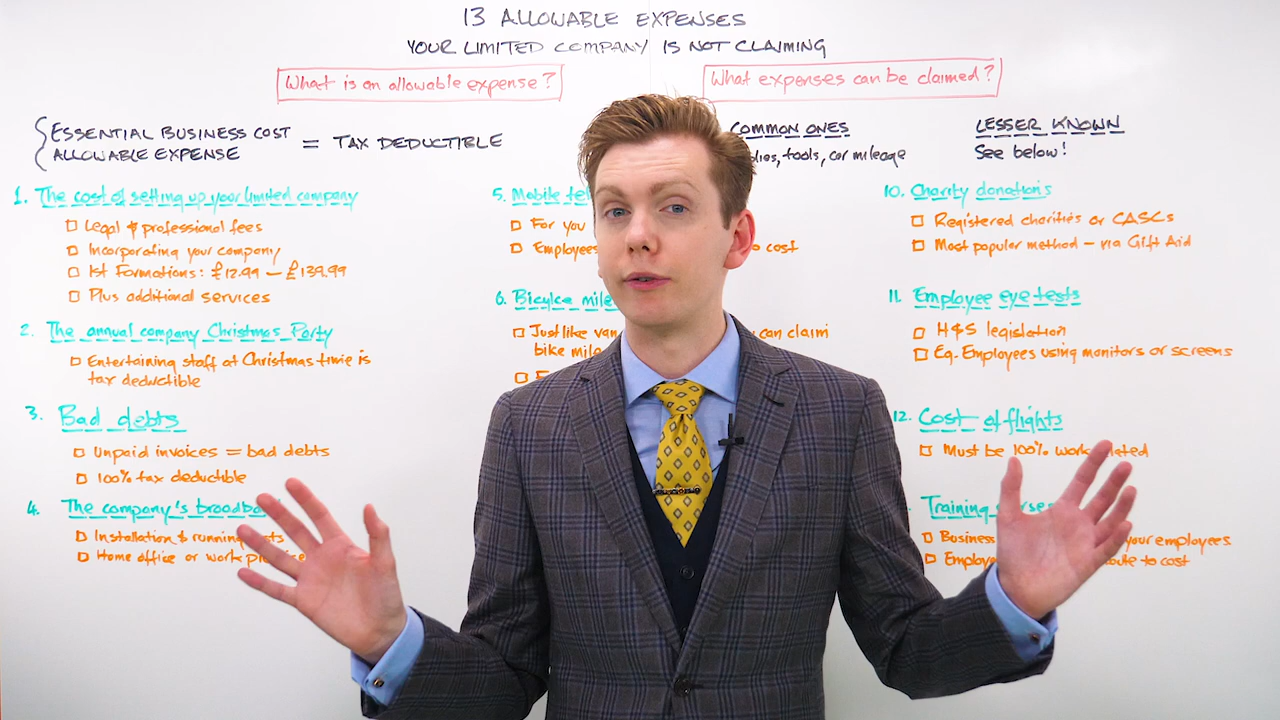 13 ALLOWABLE EXPENSES
YOUR LIMITED COMPANY IS NOT CLAIMING
What is an allowable expense?
What expenses can be claimed?
ESSENTIAL BUSINESS COST
ALLOWABLE EXPENSE
= TAX DEDUCTIBLE
COMMON ONES
tools, car mileage
LESSER KNOWN
See below!
1. The cost of setting up your limited company
Legal & professional fees
Incorporating your company
1st Formations: £12.99 – £139.99
Plus additional services
2. The annual company Christmas Party
Entertaining staff at Christmas time is
tax deductible
3. Bad debts
Unpaid invoices = bad debts
100% tax deductible
4. The company's
Installation & running
Home office or work
5. Mobile
For you
Employees
cost
6. Bicylce
Just like van
can claim
bike
10. Charity donations
Registered charities or CASCs
Most popular method – via Gift Aid
11. Employee eye tests
H&S legislation
Eg. Employees using monitors or screens
12. Cost of flights
Must be 100%
Training
Business
your employees
to cost